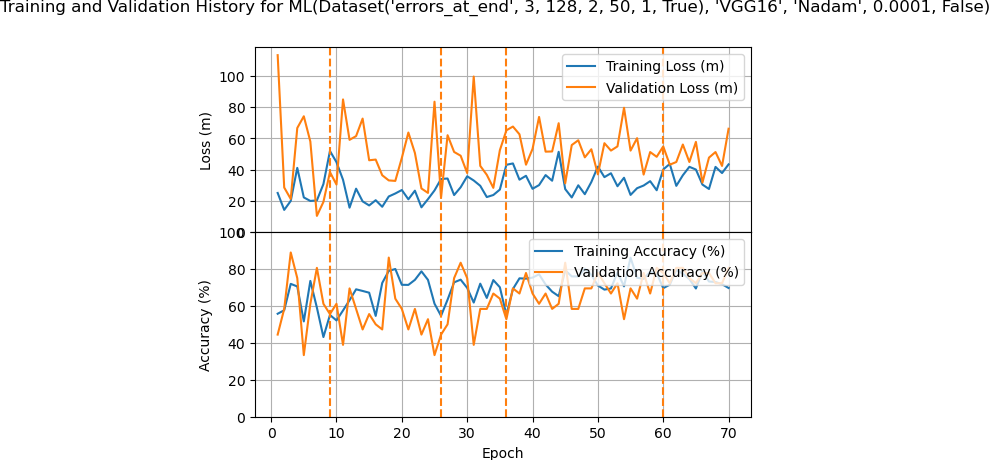 Training and Validation History for ML(Dataset('errors_at_end', 3, 128, 2, 50, 1, True), 'VGG16', 'Nadam', 0.0001, False)
Training Loss (m)
Validation Loss (m)
Loss (m)
100
80
60
40
20
0
Training Accuracy (%)
Validation Accuracy (%)
Accuracy (%)
100
80
60
40
20
0
0 10 20 30 40 50 60 70
Epoch